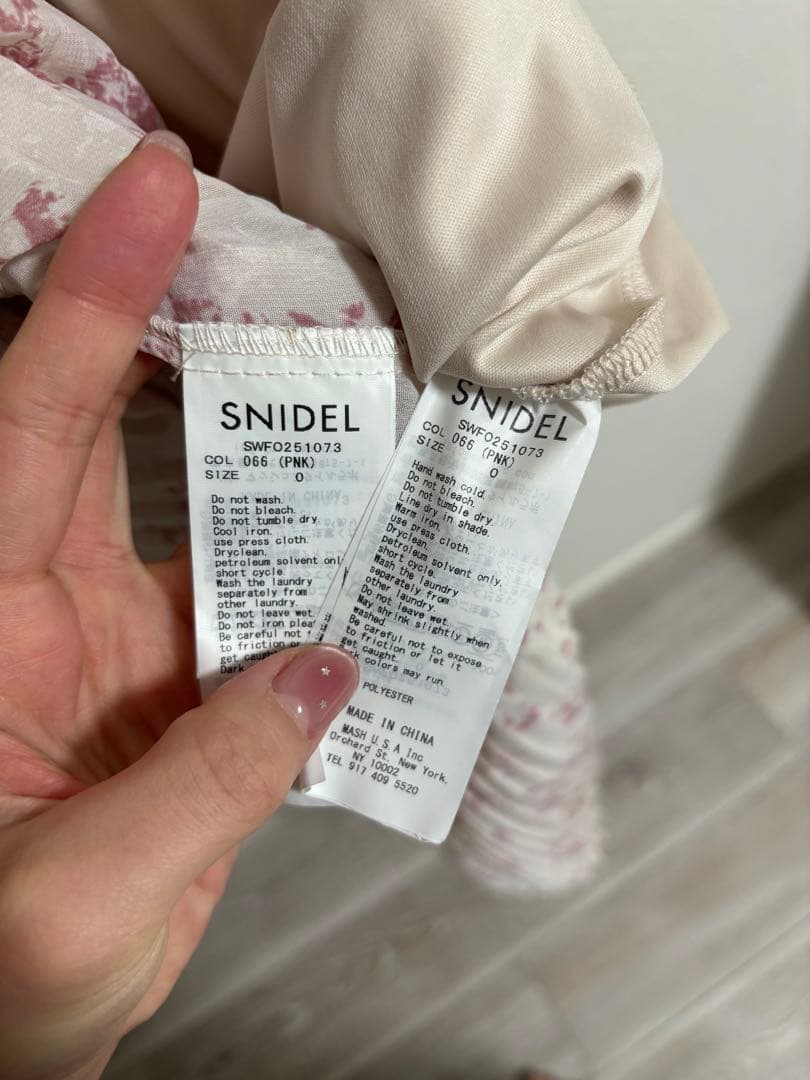 SNIDEL
SWFO251073
COL 066 (PNK)
SIZE 0
Do not wash.
Do not bleach.
Do not tumble dry.
Cool iron.
use press cloth.
Dryclean.
petroleum solvent only
short cycle.
Wash the laundry
separately from
other laundry.
Do not leave wet.
Do not iron
Be careful not
to friction or
get caught
Dark
SNIDEL
SWFO251073
COL 066 (PNK)
SIZE 0
Hand wash cold.
Do not bleach.
Do not tumble dry.
Line dry in shade.
Warm iron.
use press cloth.
Dryclean.
petroleum solvent only.
short cycle.
Wash the laundry
separately from
other laundry.
Do not leave wet.
May shrink slightly when
washed.
Be careful not to expose
to friction or let it
get caught.
colors may run.
POLYESTER
MADE IN CHINA
MASH U S A Inc
Orchard St. New York.
NY 10002
TEL 917 409 5520